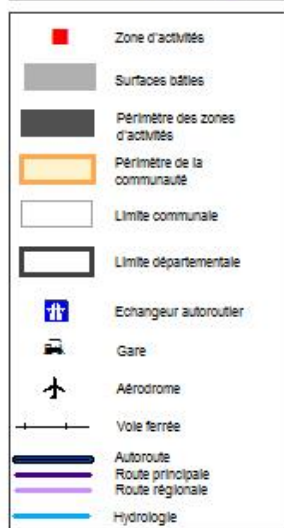 Zone d'activités
Surfaces bâties
Périmètre des zones
d'activités
Périmètre de la
communauté
Limite communale
Limite départementale
Echangeur autoroutier
Gare
Aérodrome
Voie ferrée
Autoroute
Route principale
Route régionale
Hydrologie